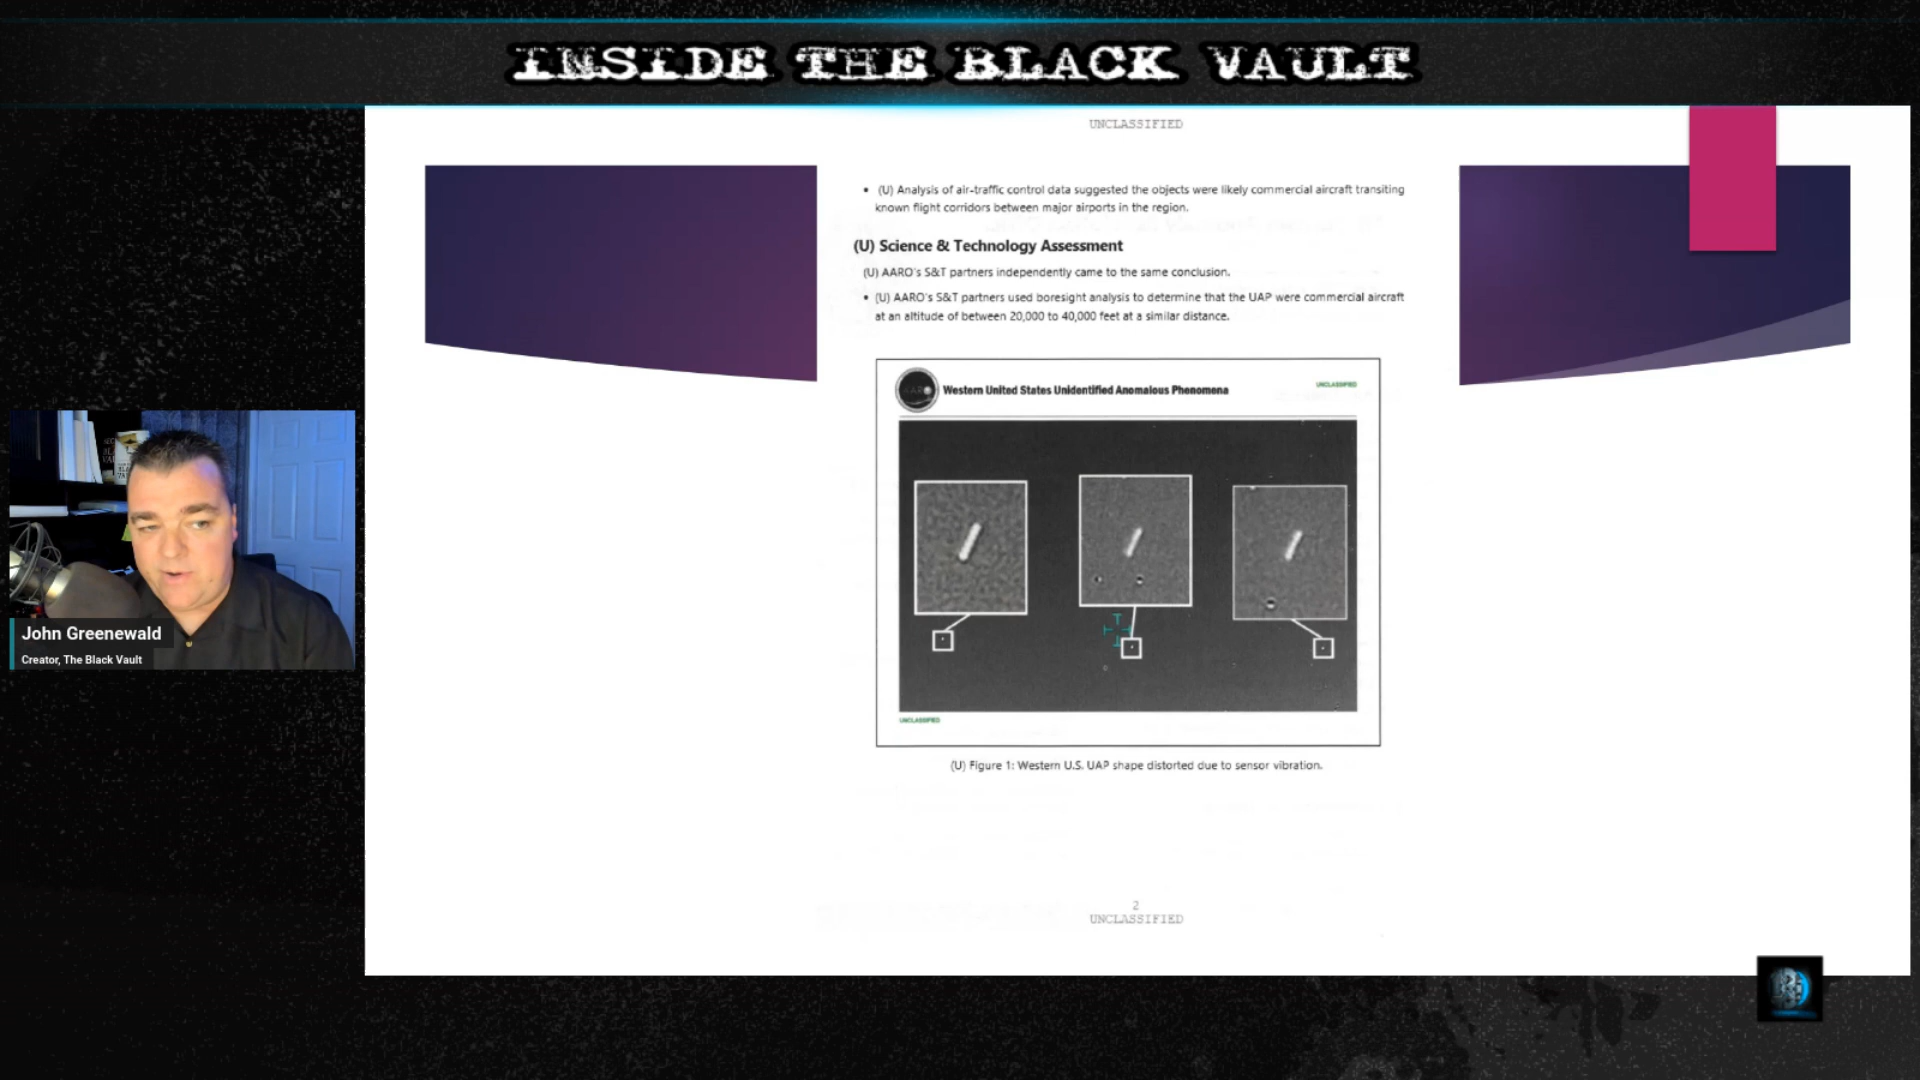 INSIDE THE BLACK VAULT
UNCLASSIFIED
• (U) Analysis of air-traffic control data suggested the objects were likely commercial aircraft transiting
known flight corridors between major airports in the region.
(U) Science & Technology Assessment
(U) AARO's S&T partners independently came to the same conclusion.
• (U) AARO's S&T partners used boresight analysis to determine that the UAP were commercial aircraft
at an altitude of between 20,000 to 40,000 feet at a similar distance.
AARO
Western United States Unidentified Anomalous Phenomena
UNCLASSIFIED
UNCLASSIFIED
(U) Figure 1: Western U.S. UAP shape distorted due to sensor vibration.
2
UNCLASSIFIED
John Greenewald
Creator, The Black Vault